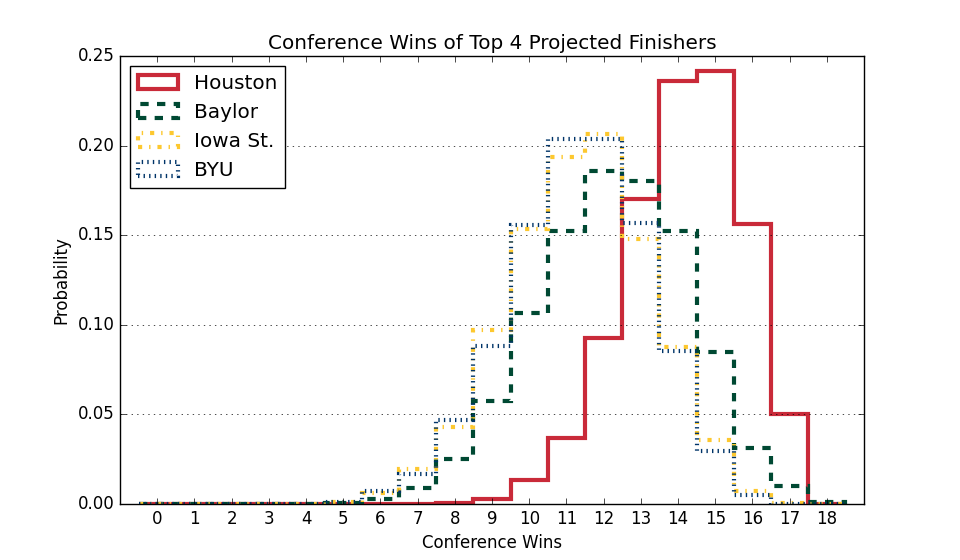 Conference Wins of Top 4 Projected Finishers
0.25
0.20
0.15
0.10
0.05
0.00
Probability
Houston
Baylor
Iowa St.
BYU
0 1 2 3 4 5 6 7 8 9 10 11 12 13 14 15 16 17 18
Conference Wins